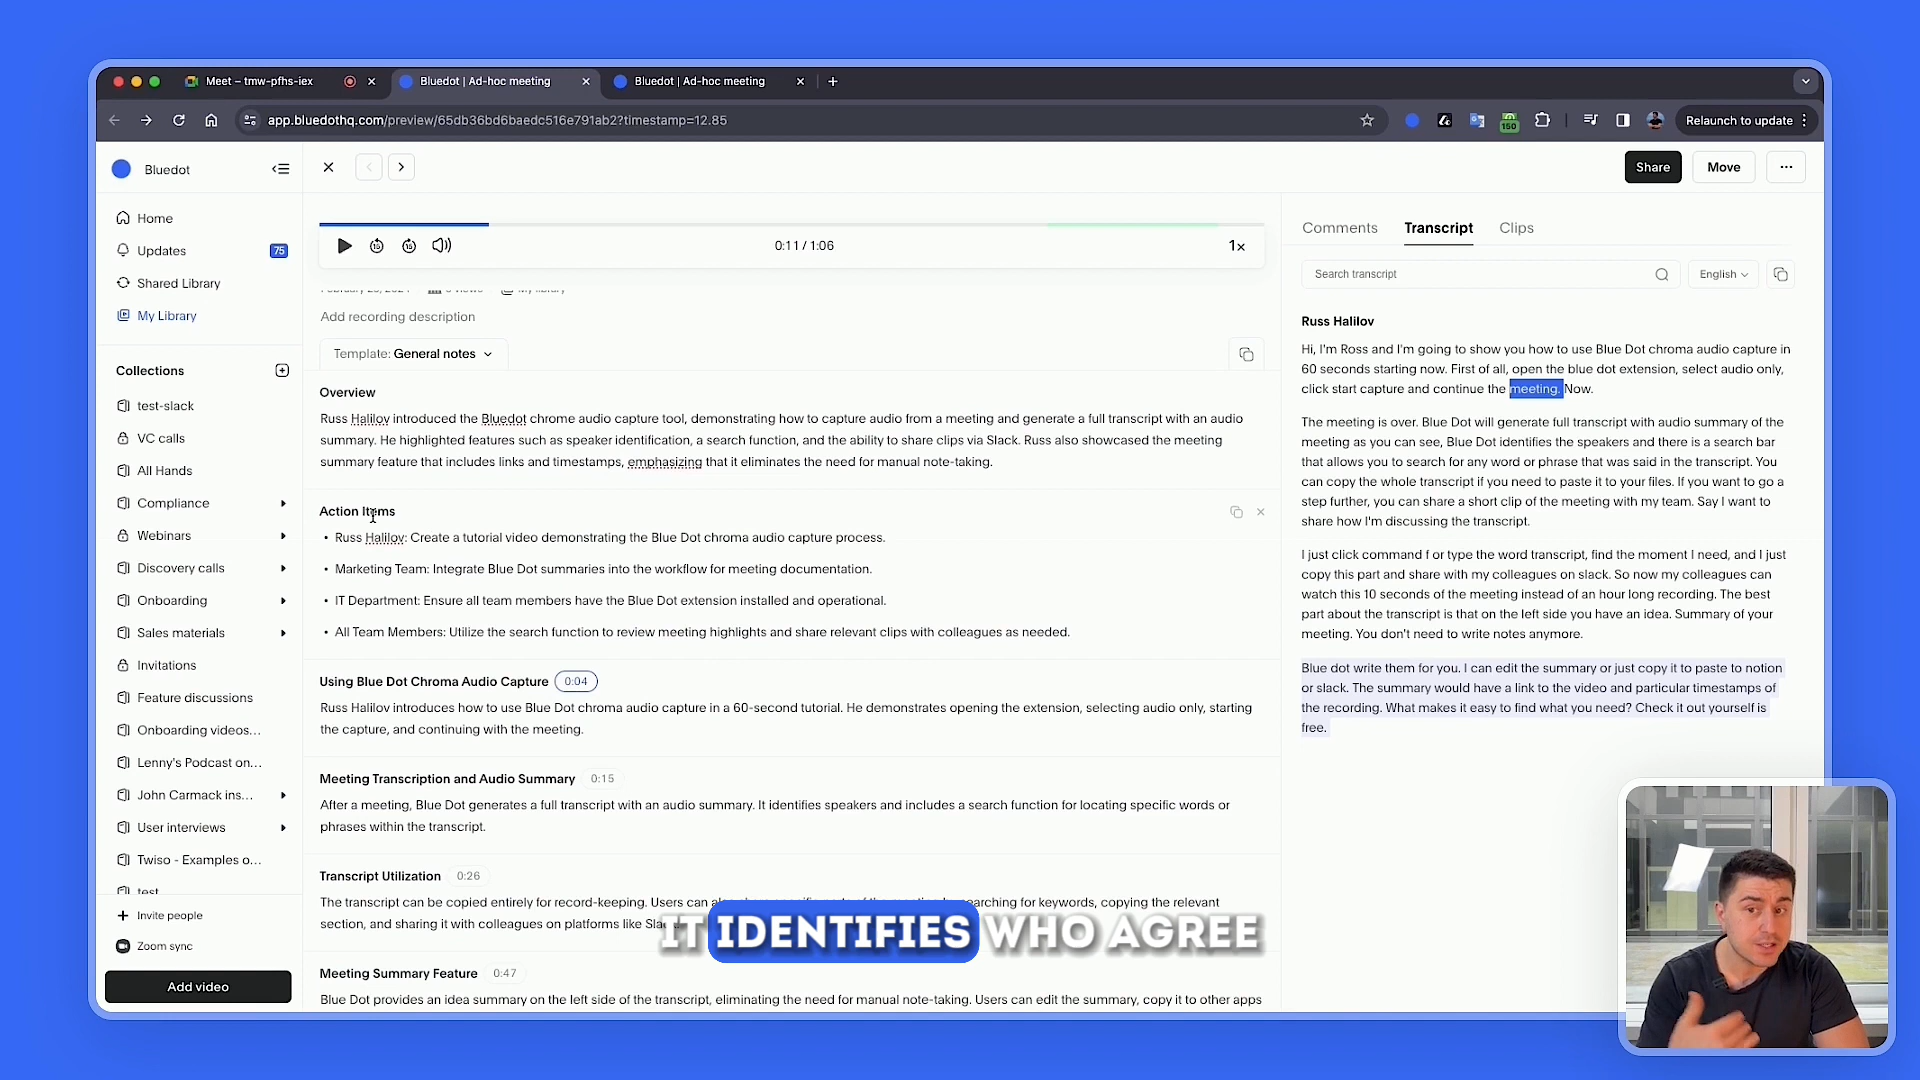 Meet – tmw-pfhs-iex
Bluedot | Ad-hoc meeting
Bluedot | Ad-hoc meeting
app.bluedothq.com/preview/65db36bd6baedc516e791ab2?timestamp=12.85
150
Relaunch to update
Bluedot
Home
Updates
75
Shared Library
My Library
Collections
test-slack
VC calls
All Hands
Compliance
Webinars
Discovery calls
Onboarding
Sales materials
Invitations
Feature discussions
Onboarding videos...
Lenny's Podcast on...
John Carmack ins...
User interviews
Twiso - Examples o...
test
Invite people
Zoom sync
Add video
Share
Move
0:11 / 1:06
1x
My library
Add recording description
Template: General notes
Overview
Russ Halilov introduced the Bluedot chrome audio capture tool, demonstrating how to capture audio from a meeting and generate a full transcript with an audio
summary. He highlighted features such as speaker identification, a search function, and the ability to share clips via Slack. Russ also showcased the meeting
summary feature that includes links and timestamps, emphasizing that it eliminates the need for manual note-taking.
Action Items
• Russ Halilov: Create a tutorial video demonstrating the Blue Dot chroma audio capture process.
• Marketing Team: Integrate Blue Dot summaries into the workflow for meeting documentation.
• IT Department: Ensure all team members have the Blue Dot extension installed and operational.
• All Team Members: Utilize the search function to review meeting highlights and share relevant clips with colleagues as needed.
Using Blue Dot Chroma Audio Capture 0:04
Russ Halilov introduces how to use Blue Dot chroma audio capture in a 60-second tutorial. He demonstrates opening the extension, selecting audio only, starting
the capture, and continuing with the meeting.
Meeting Transcription and Audio Summary 0:15
After a meeting, Blue Dot generates a full transcript with an audio summary. It identifies speakers and includes a search function for locating specific words or
phrases within the transcript.
Transcript Utilization 0:26
The transcript can be copied entirely for record-keeping. Users can searching for keywords, copying the relevant
section, and sharing it with colleagues on platforms like
IT IDENTIFIES WHO AGREE
Meeting Summary Feature 0:47
Blue Dot provides an idea summary on the left side of the transcript, eliminating the need for manual note-taking. Users can edit the summary, copy it to other apps
Comments
Transcript
Clips
Search transcript
English
Russ Halilov
Hi, I'm Ross and I'm going to show you how to use Blue Dot chroma audio capture in
60 seconds starting now. First of all, open the blue dot extension, select audio only,
click start capture and continue the meeting. Now.
The meeting is over. Blue Dot will generate full transcript with audio summary of the
meeting as you can see, Blue Dot identifies the speakers and there is a search bar
that allows you to search for any word or phrase that was said in the transcript. You
can copy the whole transcript if you need to paste it to your files. If you want to go a
step further, you can share a short clip of the meeting with my team. Say I want to
share how I'm discussing the transcript.
I just click command f or type the word transcript, find the moment I need, and I just
copy this part and share with my colleagues on slack. So now my colleagues can
watch this 10 seconds of the meeting instead of an hour long recording. The best
part about the transcript is that on the left side you have an idea. Summary of your
meeting. You don't need to write notes anymore.
Blue dot write them for you. I can edit the summary or just copy it to paste to notion
or slack. The summary would have a link to the video and particular timestamps of
the recording. What makes it easy to find what you need? Check it out yourself is
free.